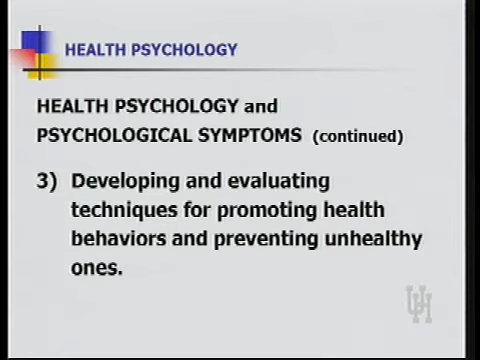 HEALTH PSYCHOLOGY
HEALTH PSYCHOLOGY and
PSYCHOLOGICAL SYMPTOMS (continued)
3) Developing and evaluating
techniques for promoting health
behaviors and preventing unhealthy
ones.
UH